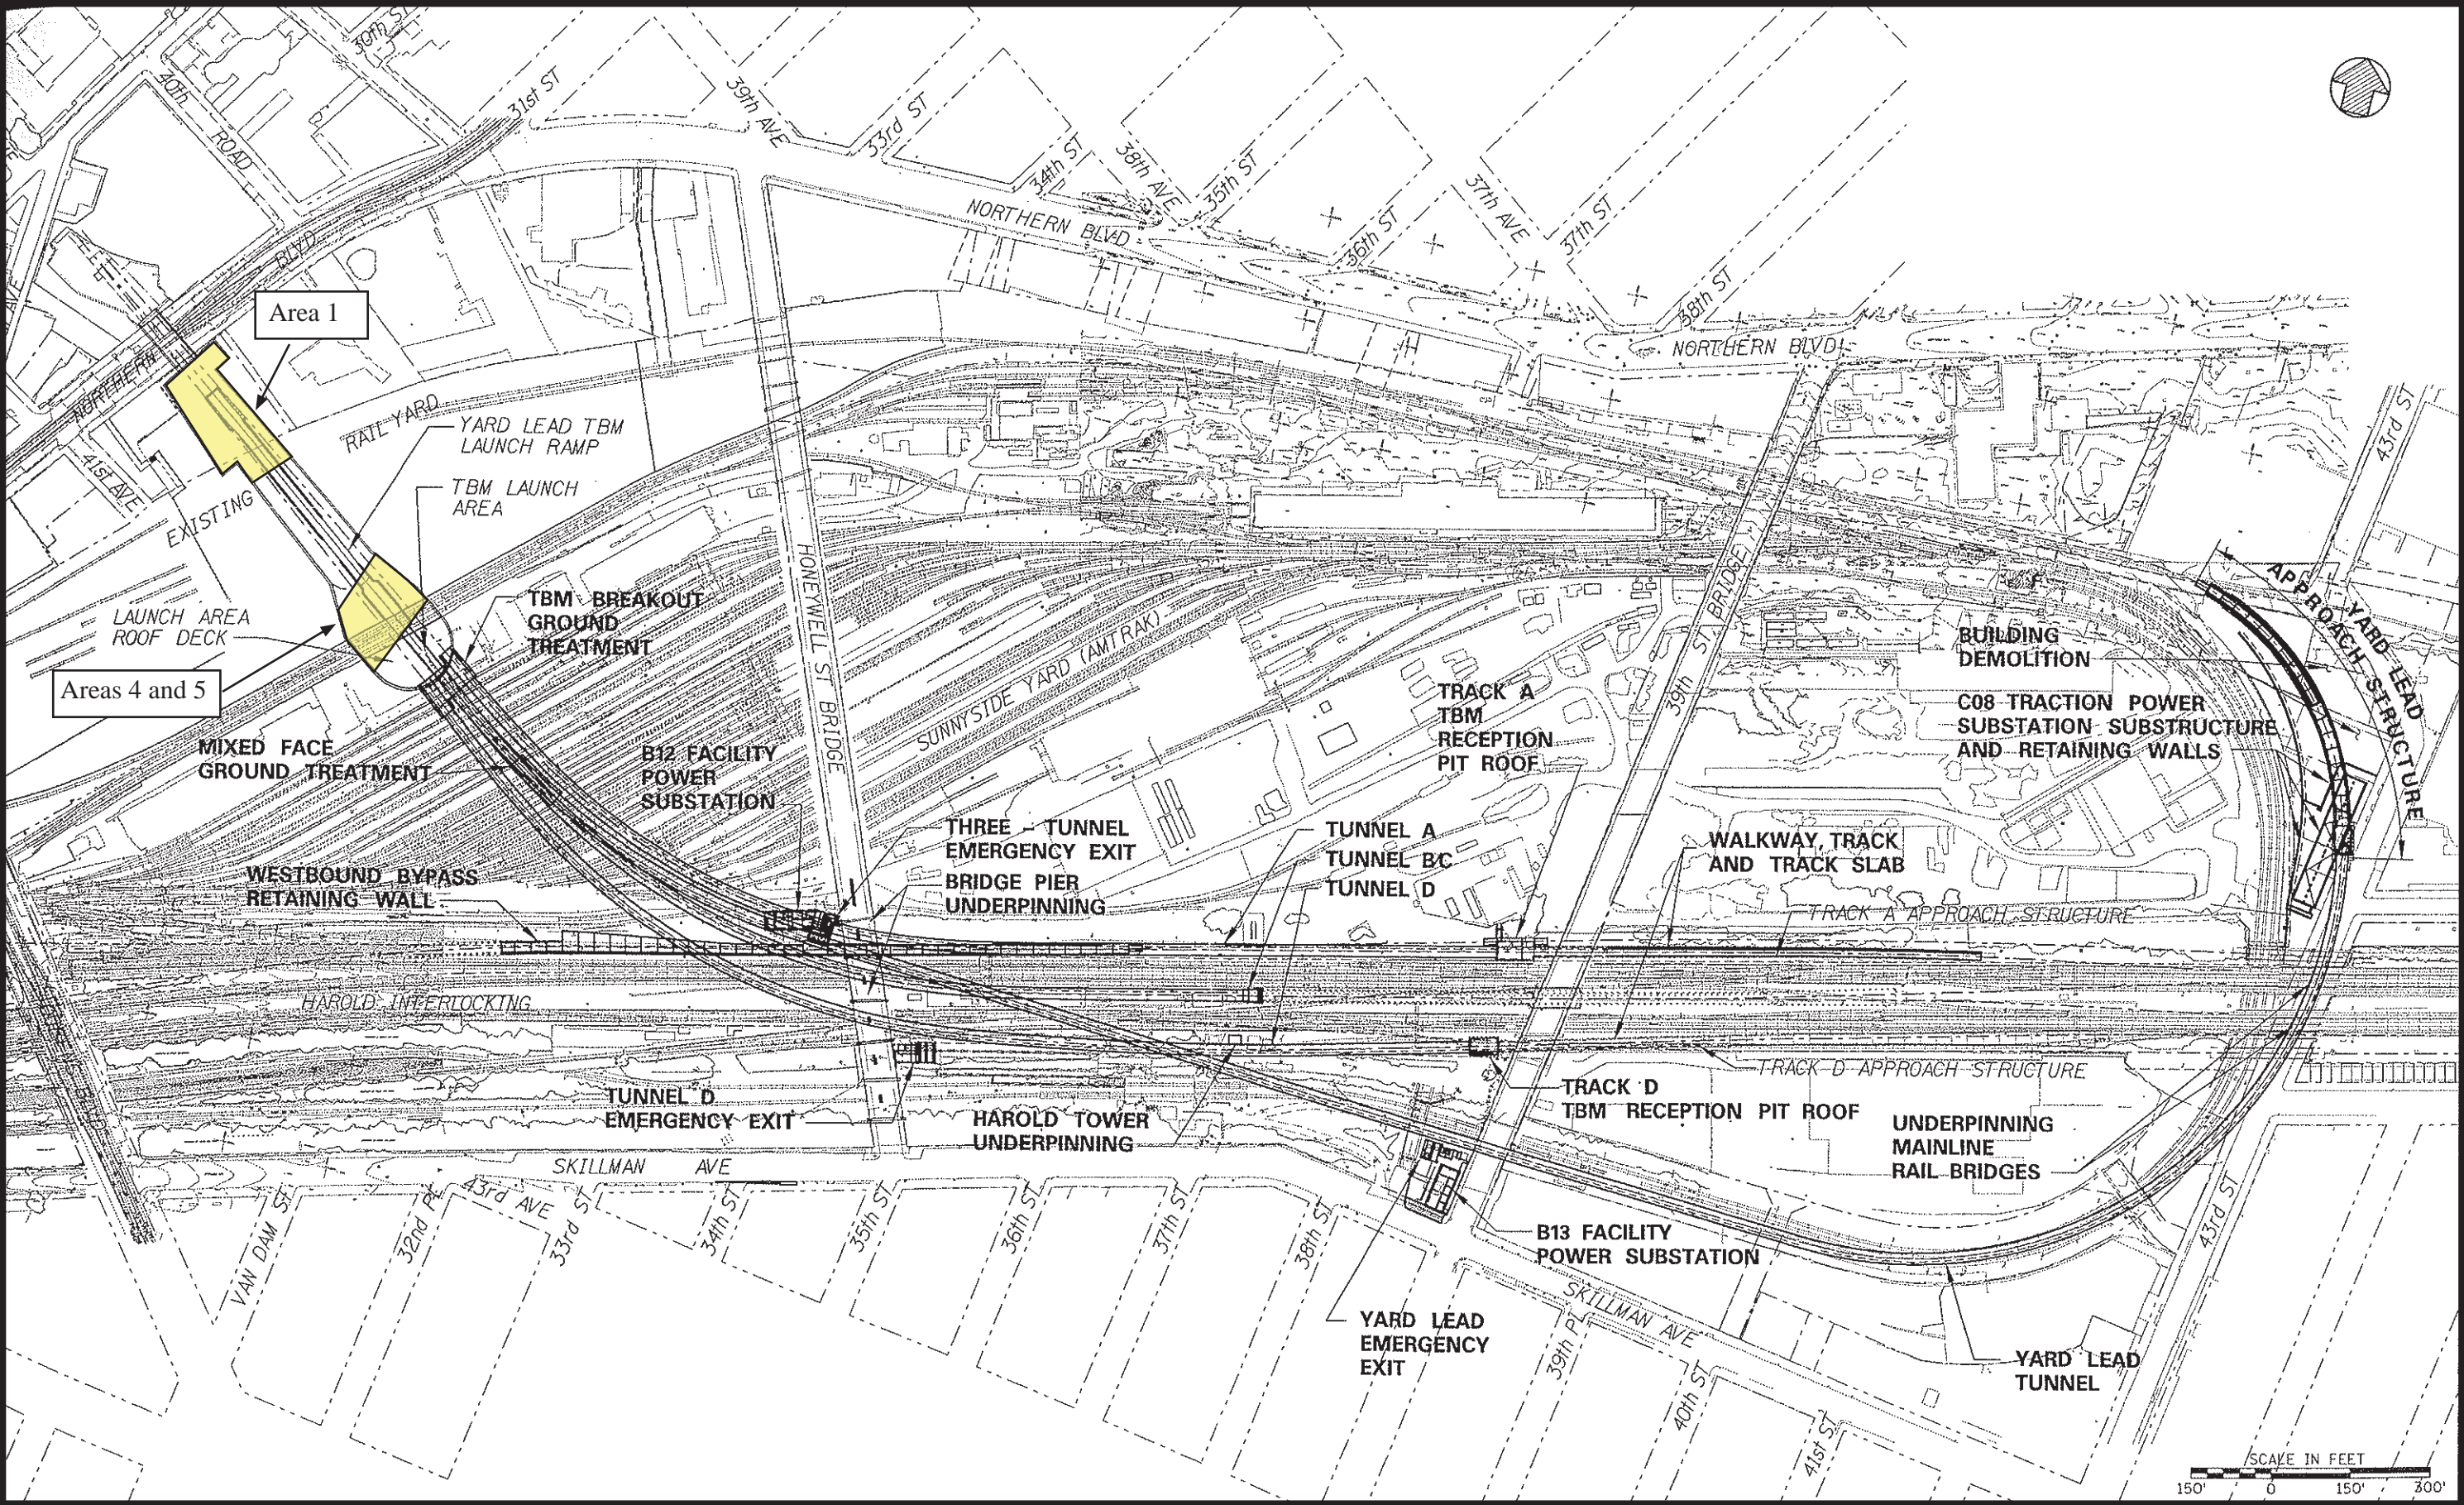 30th ST
40th
ROAD
31st ST
39th AVE
33rd ST
34th ST
38th AVE
35th ST
NORTHERN BLVD
36th ST
37th AVE
37th ST
38th ST
NORTHERN BLVD
BLVD
NORTHERN
Area 1
41st AVE
EXISTING
RAIL YARD
YARD LEAD TBM
LAUNCH RAMP
TBM LAUNCH
AREA
43rd ST
HONEYWELL ST BRIDGE
39th ST BRIDGE
SUNNYSIDE YARD (AMTRAK)
LAUNCH AREA
ROOF DECK
Areas 4 and 5
TBM BREAKOUT
GROUND
TREATMENT
MIXED FACE
GROUND TREATMENT
B12 FACILITY
POWER
SUBSTATION
TRACK A
TBM
RECEPTION
PIT ROOF
BUILDING
DEMOLITION
YARD LEAD
APPROACH STRUCTURE
C08 TRACTION POWER
SUBSTATION SUBSTRUCTURE
AND RETAINING WALLS
THREE - TUNNEL
EMERGENCY EXIT
BRIDGE PIER
UNDERPINNING
TUNNEL A
TUNNEL BC
TUNNEL D
WALKWAY, TRACK
AND TRACK SLAB
WESTBOUND BYPASS
RETAINING WALL
TRACK A APPROACH STRUCTURE
HAROLD INTERLOCKING
TRACK D APPROACH STRUCTURE
TUNNEL D
EMERGENCY EXIT
HAROLD TOWER
UNDERPINNING
TRACK D
TBM RECEPTION PIT ROOF
UNDERPINNING
MAINLINE
RAIL BRIDGES
SKILLMAN AVE
VAN DAM ST
32nd PL
43rd AVE
33rd ST
34th ST
35th ST
36th ST
37th ST
38th ST
43rd ST
B13 FACILITY
POWER SUBSTATION
YARD LEAD
EMERGENCY
EXIT
SKILLMAN AVE
39th PL
40th ST
41st ST
YARD LEAD
TUNNEL
SCALE IN FEET
150' 0 150' 300'